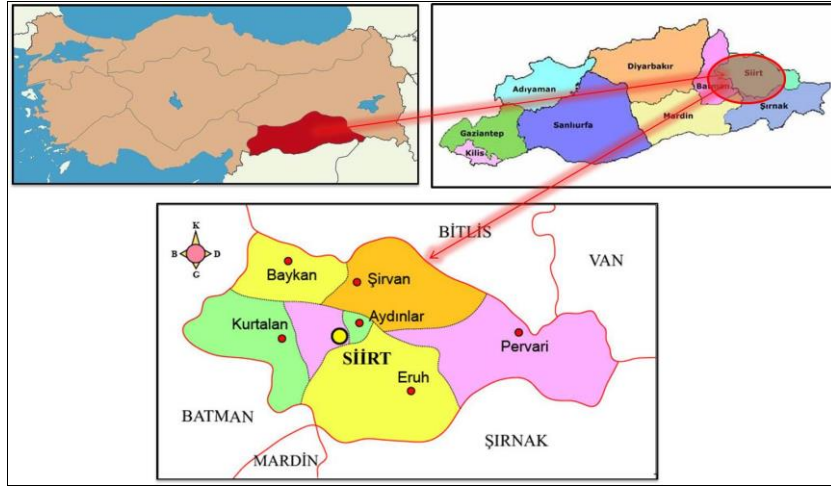 Diyarbakır
Siirt
Adıyaman
Batman
Şırnak
Mardin
Gaziantep
Sanlıurfa
Kilis
K
B
D
G
BİTLİS
VAN
Baykan
Şirvan
Aydınlar
Kurtalan
SİİRT
Pervari
Eruh
BATMAN
ŞIRNAK
MARDİN